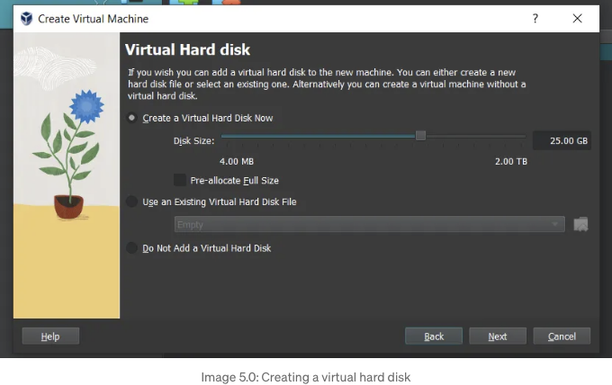 Create Virtual Machine
?
Virtual Hard disk
If you wish you can add a virtual hard disk to the new machine. You can either create a new
hard disk file or select an existing one. Alternatively you can create a virtual machine without a
virtual hard disk.
Create a Virtual Hard Disk Now
Disk Size:
25.00 GB
4.00 MB
2.00 TB
Pre-allocate Full Size
Use an Existing Virtual Hard Disk File
Empty
Do Not Add a Virtual Hard Disk
Help
Back
Next
Cancel
Image 5.0: Creating a virtual hard disk